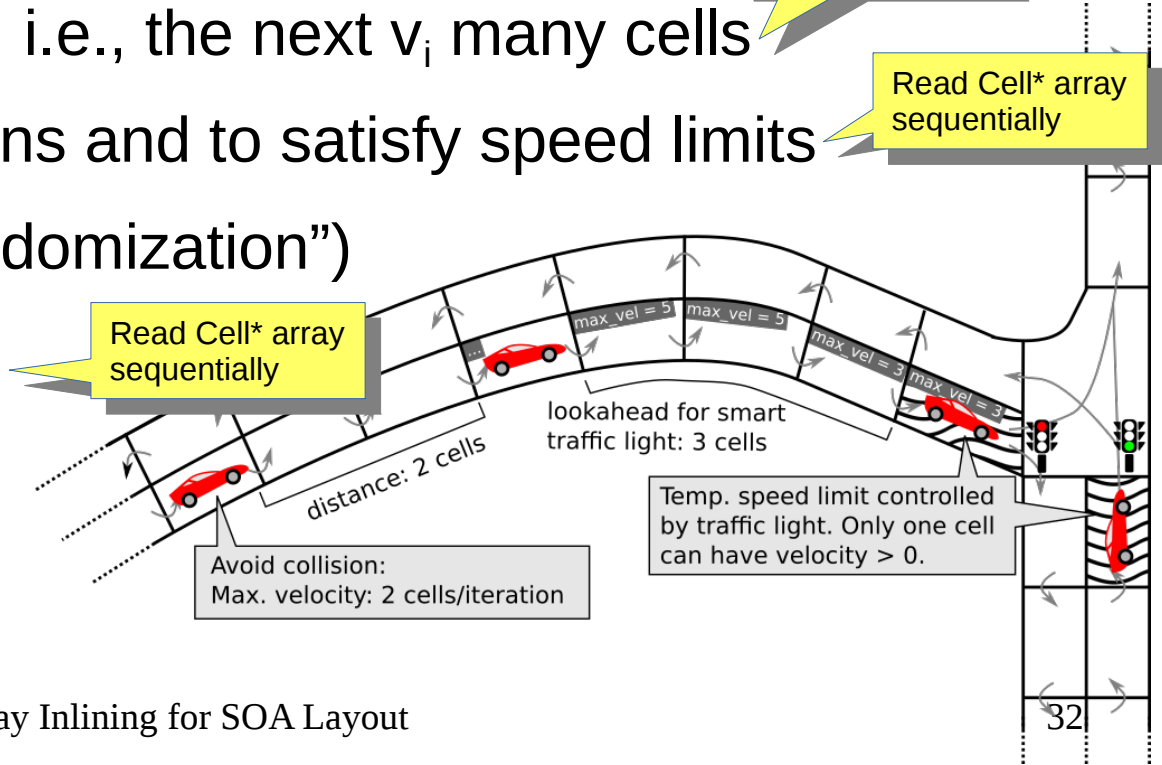 i.e., the next vᵢ many cells
Read Cell* array
sequentially
ns and to satisfy speed limits
domization”)
Read Cell* array
sequentially
...
max_vel = 5
max_vel = 5
max_vel = 3
max_vel = 3
lookahead for smart
traffic light: 3 cells
distance: 2 cells
Temp. speed limit controlled
by traffic light. Only one cell
can have velocity > 0.
Avoid collision:
Max. velocity: 2 cells/iteration
ay Inlining for SOA Layout
32